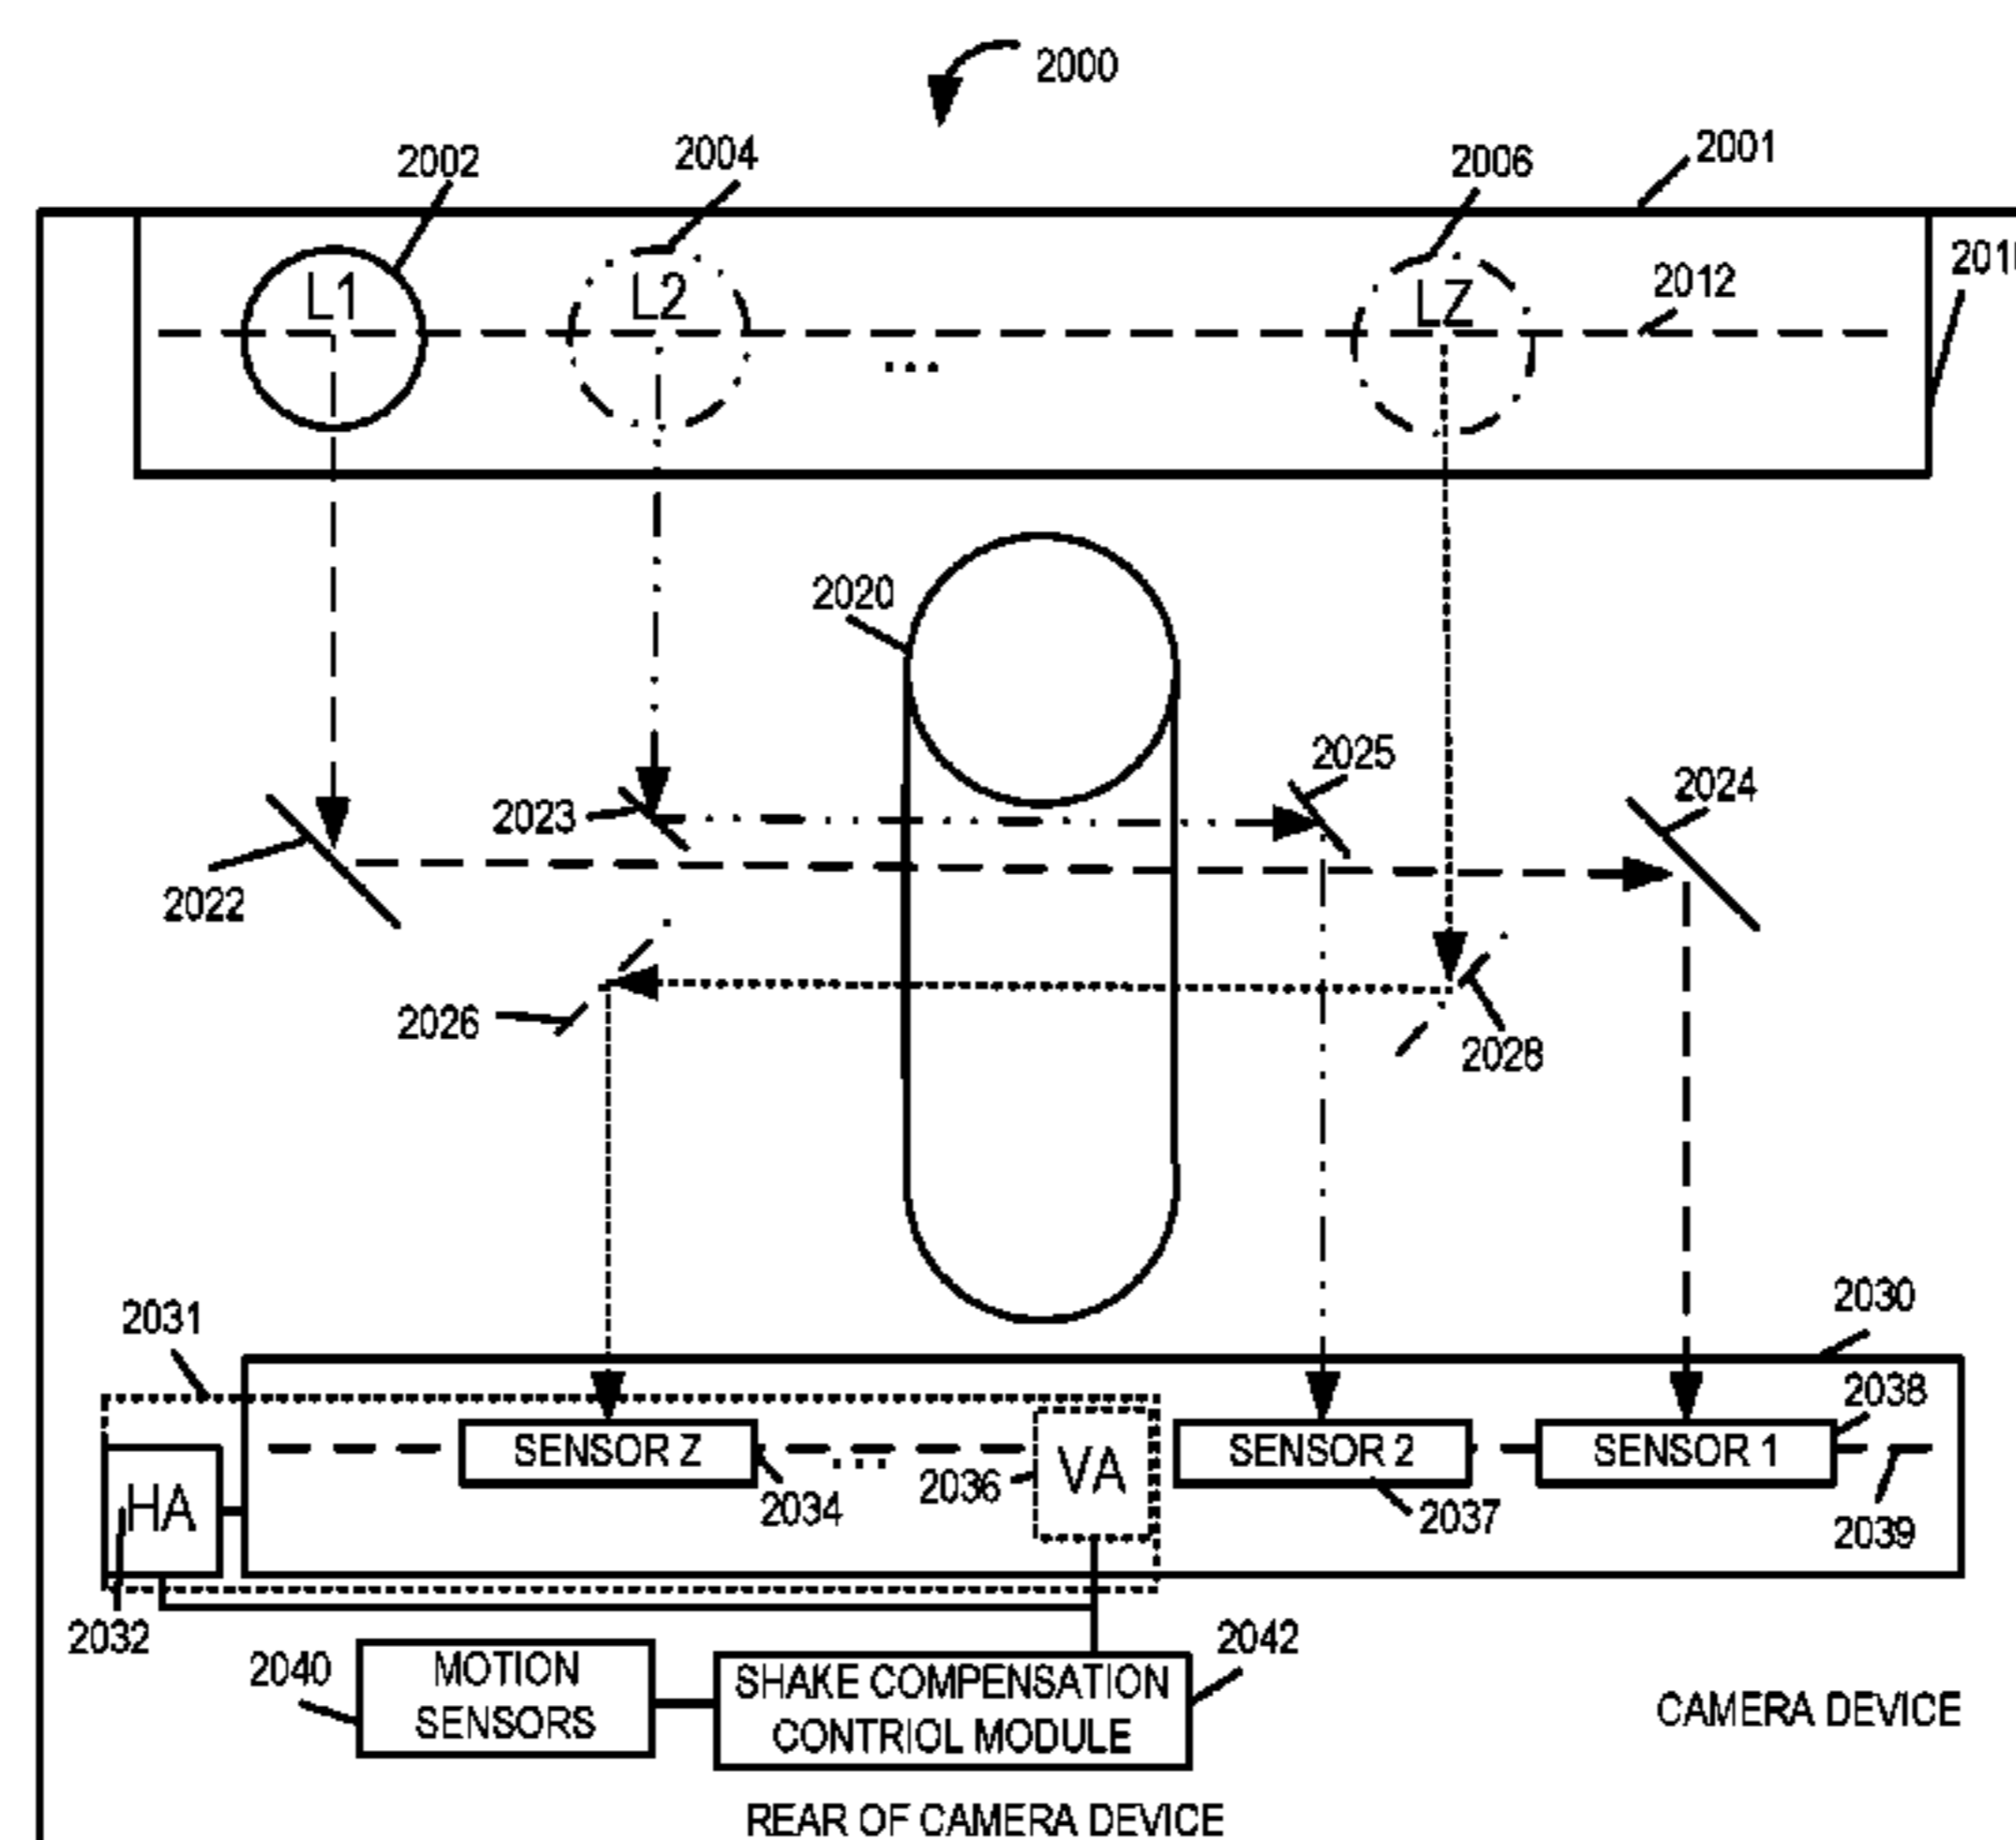 2000
2002
2004
2006
2001
L1
L2
LZ
2012
...
2020
2025
2024
2023
2022
2026
2028
2031
2030
2038
SENSOR Z
...
2036
VA
SENSOR 2
SENSOR 1
HA
2034
2037
2039
2032
2040
MOTION
SENSORS
SHAKE COMPENSATION
CONTRIOL MODULE
2042
CAMERA DEVICE
REAR OF CAMERA DEVICE